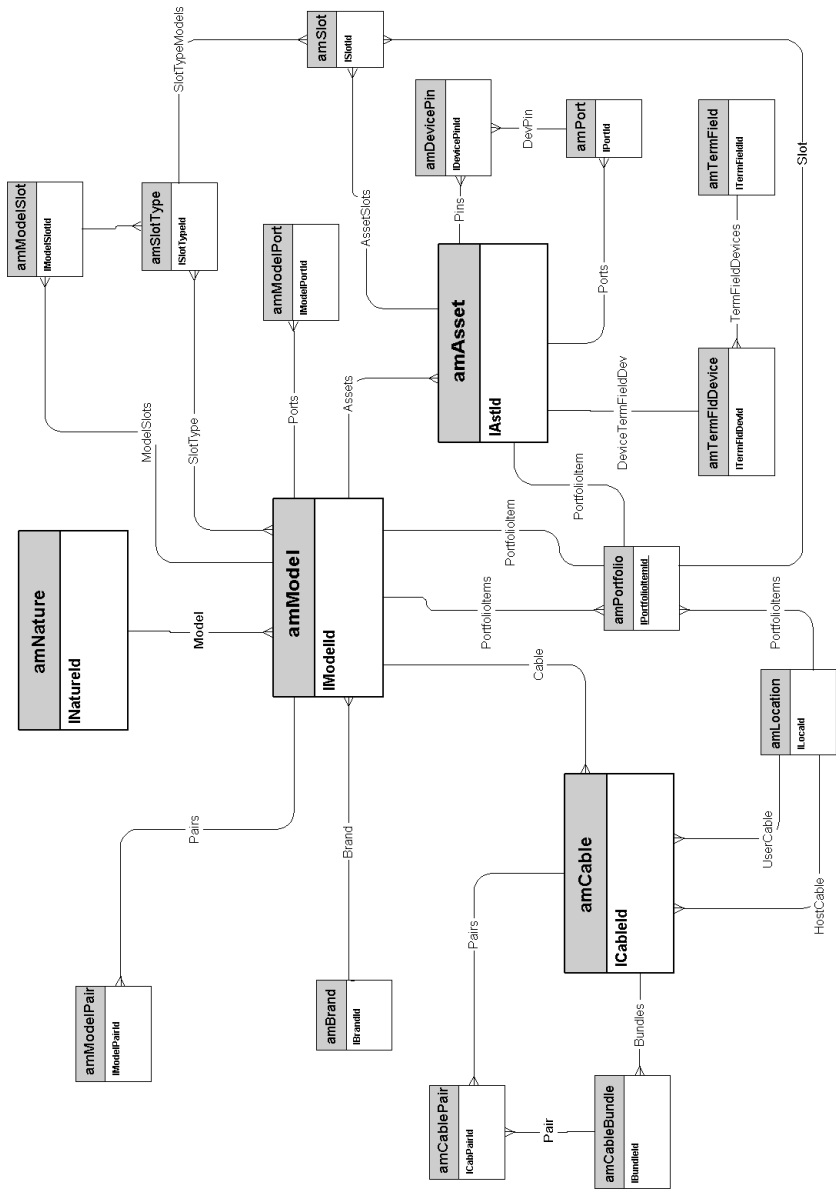 amNature
lNatureId
Model
amModel
lModelId
amModelSlot
lModelSlotId
amSlotType
lSlotTypeId
SlotTypeModels
amSlot
lSlotId
ModelSlots
SlotType
amModelPort
lModelPortId
Ports
AssetSlots
Assets
amAsset
lAstId
Pins
amDevicePin
lDevicePinId
DevPin
amPort
lPortId
Ports
Slot
amTermField
lTermFieldId
TermFieldDevices
amTermFldDevice
lTermFldDevId
DeviceTermFieldDev
PortfolioItem
PortfolioItem
PortfolioItems
amPortfolio
lPortfolioItemId_
PortfolioItems
amLocation
lLocaId
Cable
UserCable
HostCable
amCable
lCableId
Pairs
Bundles
amCablePair
lCabPairId
Pair
amCableBundle
lBundleId
Brand
amBrand
lBrandId
Pairs
amModelPair
lModelPairId